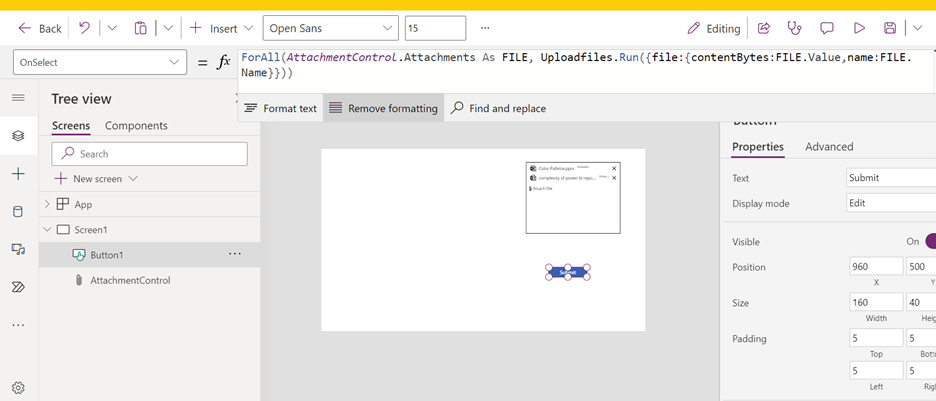 Back
Insert
Open Sans
15
Editing
OnSelect
= fx
ForAll(AttachmentControl.Attachments As FILE, Uploadfiles.Run({file:{contentBytes:FILE.Value,name:FILE.
Name}}))
Format text
Remove formatting
Find and replace
Tree view
Screens
Components
Search
New screen
App
Screen1
Button1
AttachmentControl
Color Palletze.pptx
complexity of power bi repo...
Attach file
Submit
Button
Properties
Advanced
Text
Submit
Display mode
Edit
Visible
On
Position
960
500
X
Y
Size
160
40
Width
Heig
Padding
5
5
Top
Bott
5
5
Left
Righ